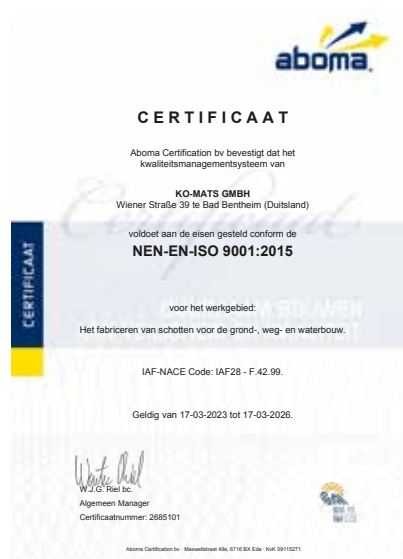 aboma
CERTIFICAAT
Aboma Certification bv bevestigt dat het
kwaliteitsmanagementsysteem van
KO-MATS GMBH
Wiener Straße 39 te Bad Bentheim (Duitsland)
voldoet aan de eisen gesteld conform de
NEN-EN-ISO 9001:2015
CERTIFICAAT
voor het werkgebied:
Het fabriceren van schotten voor de grond-, weg- en waterbouw.
IAF-NACE Code: IAF28 - F.42.99.
Geldig van 17-03-2023 tot 17-03-2026.
W.J.G. Riel bc.
Algemeen Manager
Certificaatnummer: 2685101
Aboma Certification bv - Maxwellstraat 49a, 6716 BX Ede - KvK 09115271